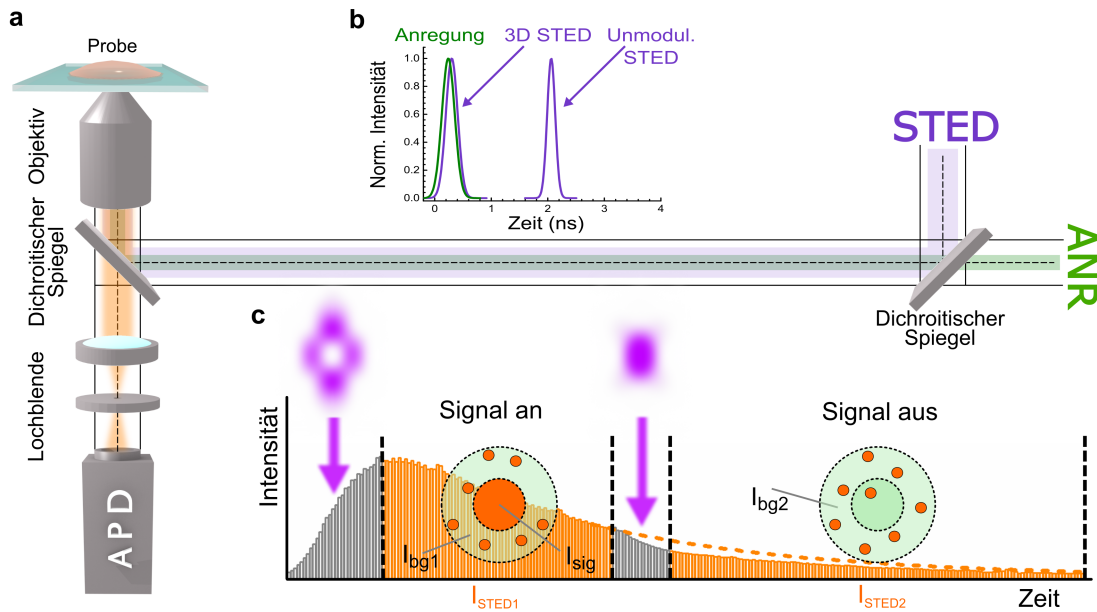 a
Probe
Objektiv
Dichroitischer
Spiegel
Lochblende
APD
b
Anregung
3D STED
Unmodul.
STED
Norm. Intensität
1.0
0.8
0.6
0.4
0.2
0.0
0
1
2
3
4
Zeit (ns)
STED
ANR
Dichroitischer
Spiegel
c
Intensität
Signal an
Signal aus
Ibg1
Isig
Ibg2
ISTED1
ISTED2
Zeit